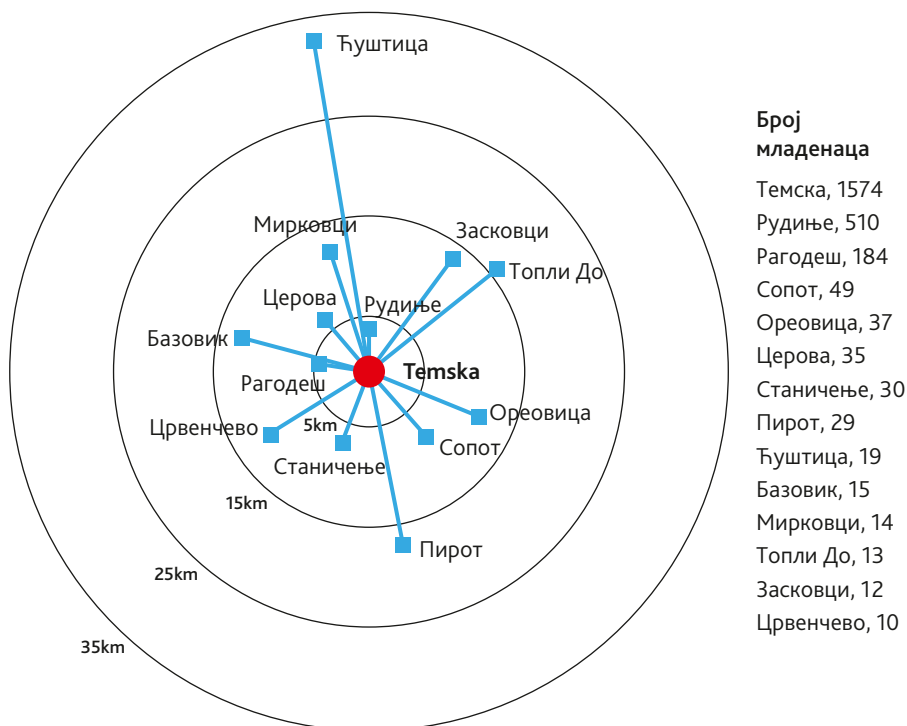 Ћуштица
Мирковци
Засковци
Топли До
Церова
Рудиње
Базовик
Рагодеш
Temska
Ореовица
Црвенчево
5km
Сопот
Станичење
15km
Пирот
25km
35km
Број
младенаца
Темска, 1574
Рудиње, 510
Рагодеш, 184
Сопот, 49
Ореовица, 37
Церова, 35
Станичење, 30
Пирот, 29
Ћуштица, 19
Базовик, 15
Мирковци, 14
Топли До, 13
Засковци, 12
Црвенчево, 10